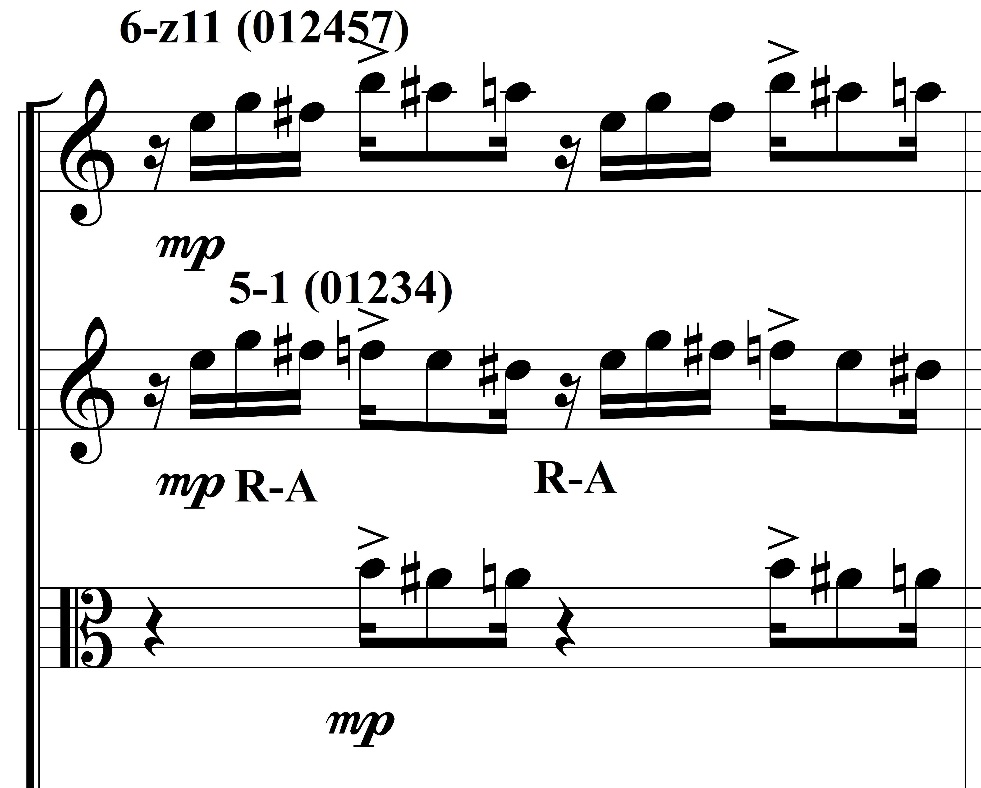 6-z11 (012457)
mp
5-1 (01234)
mp R-A R-A
mp